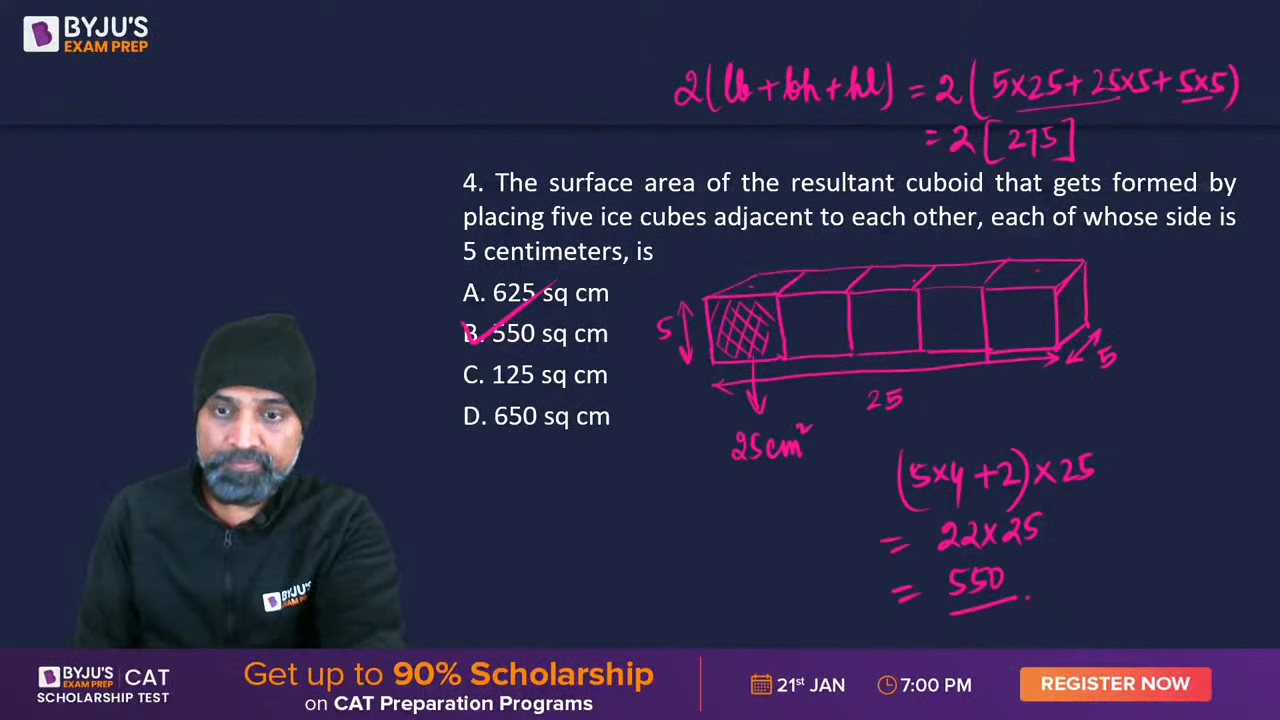 BYJU'S
EXAM PREP
2(lb+bh+hl) = 2(5×25+25×5+5×5)
= 2[275]
4. The surface area of the resultant cuboid that gets formed by
placing five ice cubes adjacent to each other, each of whose side is
5 centimeters, is
A. 625 sq cm
B. 550 sq cm
C. 125 sq cm
D. 650 sq cm
5
5
25
25cm²
(5×4+2)×25
= 22×25
= 550
BYJU'S
EXAM PREP
BYJU'S
EXAM PREP
CAT
SCHOLARSHIP TEST
Get up to 90% Scholarship
on CAT Preparation Programs
21st JAN
7:00 PM
REGISTER NOW